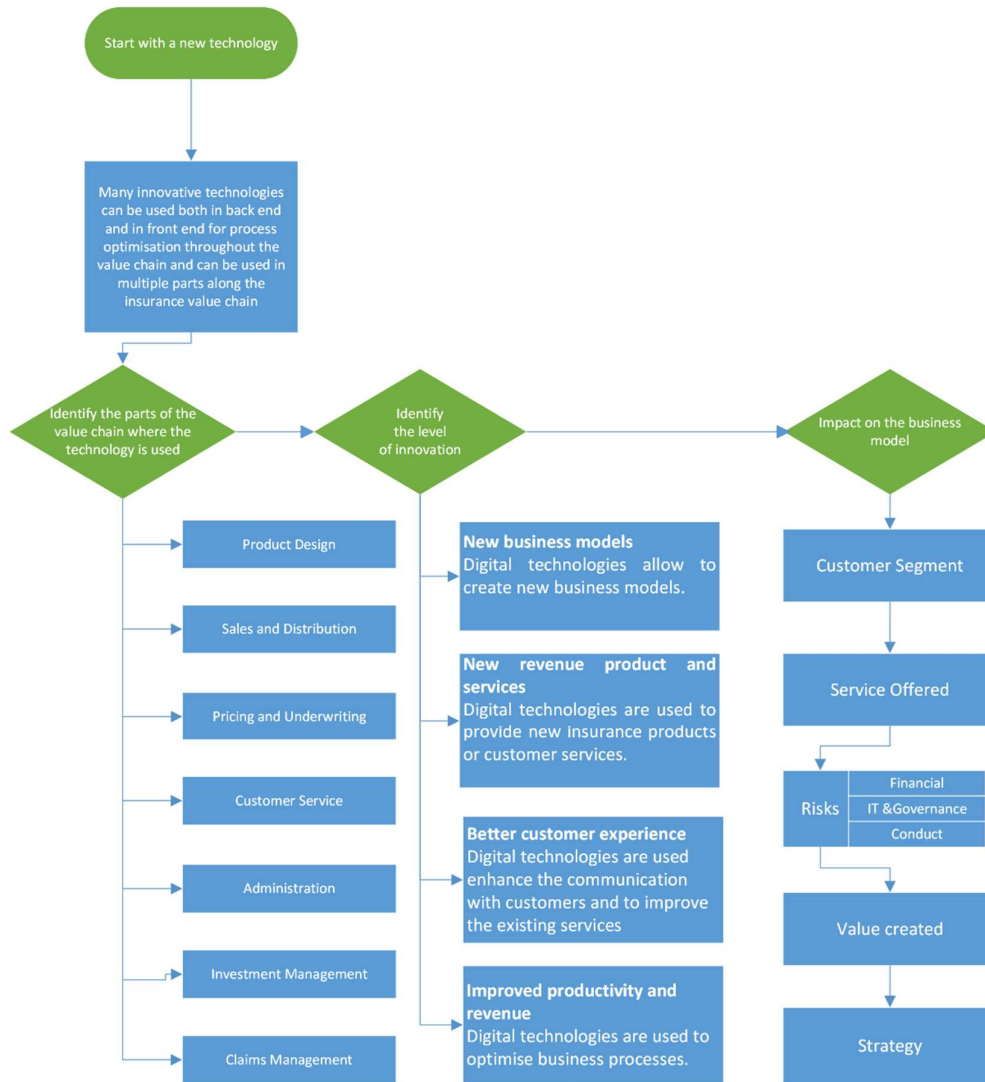 Start with a new technology
Many innovative technologies
can be used both in back end
and in front end for process
optimisation throughout the
value chain and can be used in
multiple parts along the
insurance value chain
Identify the parts of the
value chain where the
technology is used
Identify
the level
of innovation
Impact on the business
model
Product Design
Sales and Distribution
Pricing and Underwriting
Customer Service
Administration
Investment Management
Claims Management
New business models
Digital technologies allow to
create new business models.
New revenue product and
services
Digital technologies are used to
provide new insurance products
or customer services.
Better customer experience
Digital technologies are used
enhance the communication
with customers and to improve
the existing services
Improved productivity and
revenue
Digital technologies are used to
optimise business processes.
Customer Segment
Service Offered
Risks
Financial
IT &Governance
Conduct
Value created
Strategy